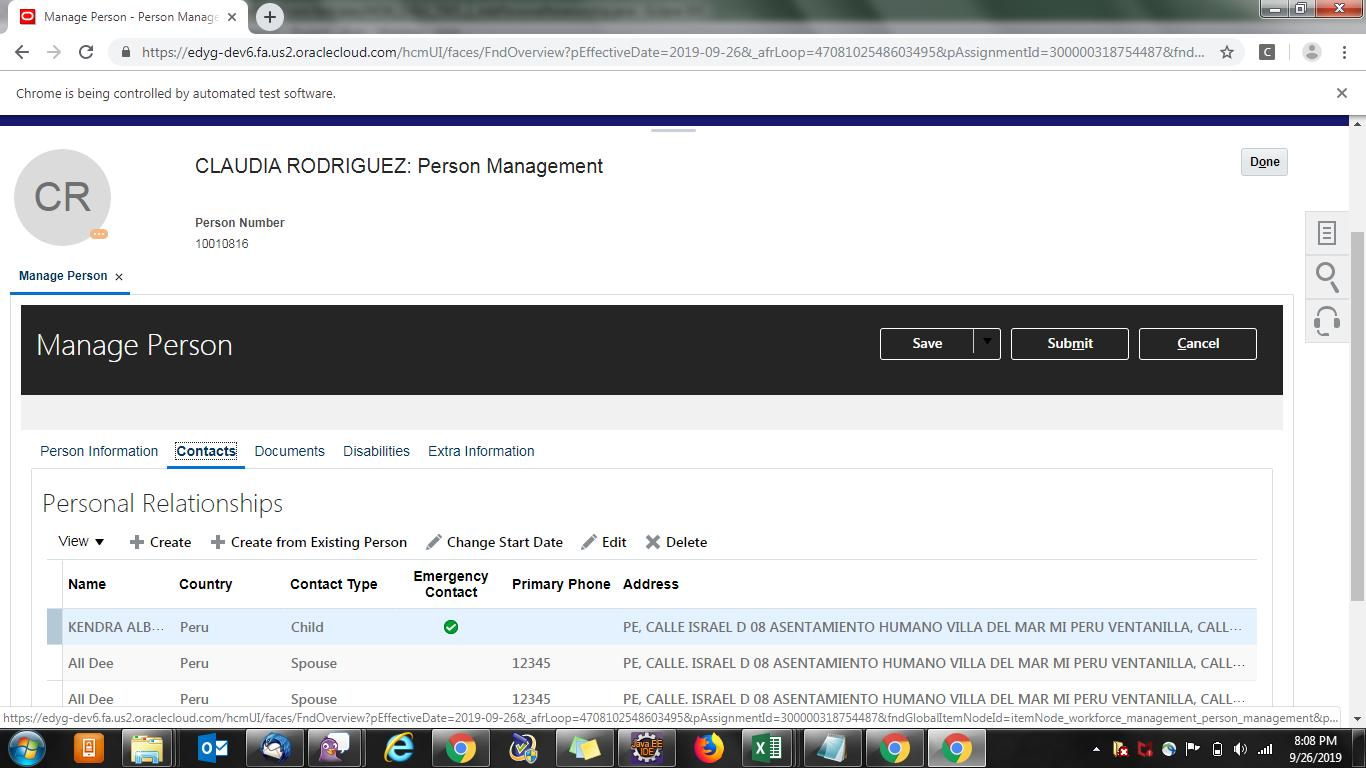 Manage Person - Person Manage
https://edyg-dev6.fa.us2.oraclecloud.com/hcmUI/faces/FndOverview?pEffectiveDate=2019-09-26&_afrLoop=4708102548603495&pAssignmentId=300000318754487&fnd...
C
Chrome is being controlled by automated test software.
CR
CLAUDIA RODRIGUEZ: Person Management
Done
Person Number
10010816
Manage Person
Manage Person
Save
Submit
Cancel
Person Information Contacts Documents Disabilities Extra Information
Personal Relationships
View Create Create from Existing Person Change Start Date Edit Delete
Name Country Contact Type Emergency Contact Primary Phone Address
KENDRA ALB... Peru Child PE, CALLE ISRAEL D 08 ASENTAMIENTO HUMANO VILLA DEL MAR MI PERU VENTANILLA, CALL...
All Dee Peru Spouse 12345 PE, CALLE. ISRAEL D 08 ASENTAMIENTO HUMANO VILLA DEL MAR MI PERU VENTANILLA, CALL...
All Dee Peru Spouse 12345 PE, CALLE. ISRAEL D 08 ASENTAMIENTO HUMANO VILLA DEL MAR MI PERU VENTANILLA, CALL...
https://edyg-dev6.fa.us2.oraclecloud.com/hcmUI/faces/FndOverview?pEffectiveDate=2019-09-26&_afrLoop=4708102548603495&pAssignmentId=300000318754487&fndGlobalItemNodeId=itemNode_workforce_management_person_management&p...
Java EE
IDE
8:08 PM
9/26/2019